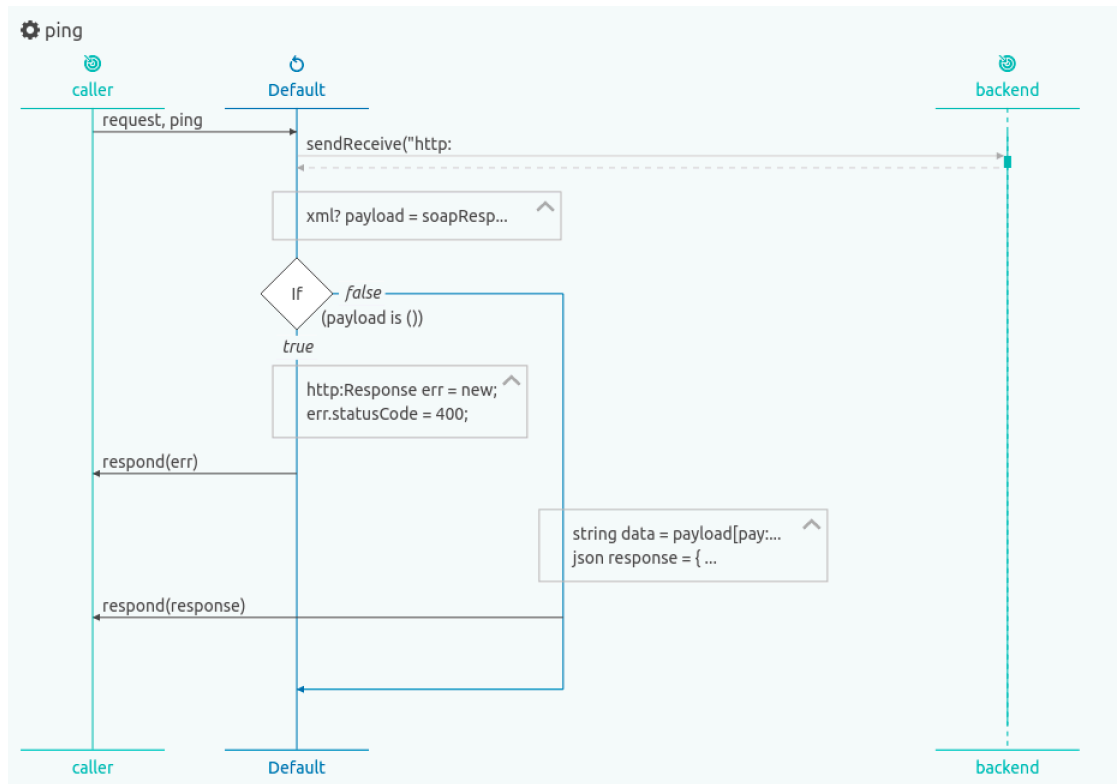 ping
caller
Default
backend
request, ping
sendReceive("http:
xml? payload = soapResp...
If
false
(payload is ())
true
http:Response err = new;
err.statusCode = 400;
respond(err)
string data = payload[pay:...
json response = { ...
respond(response)
caller
Default
backend